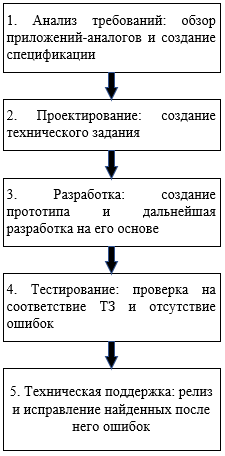 1. Анализ требований: обзор
приложений-аналогов и создание
спецификации
2. Проектирование: создание
технического задания
3. Разработка: создание
прототипа и дальнейшая
разработка на его основе
4. Тестирование: проверка на
соответствие ТЗ и отсутствие
ошибок
5. Техническая поддержка: релиз
и исправление найденных после
него ошибок